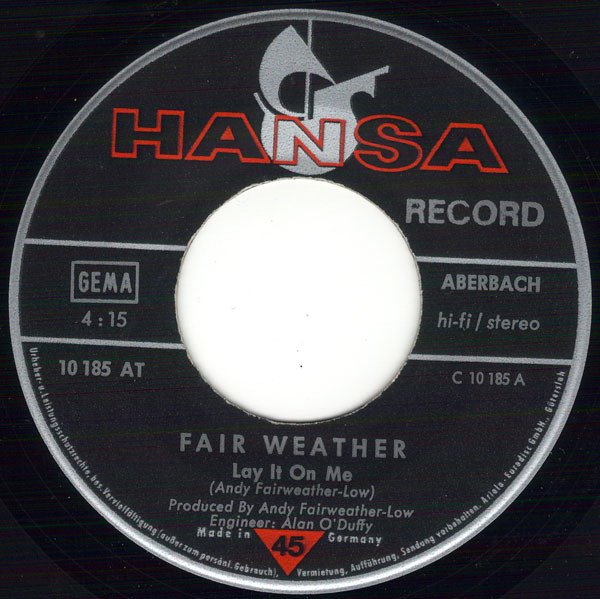 HANSA
RECORD
GEMA
4 : 15
ABERBACH
hi-fi / stereo
10 185 AT
C 10 185 A
FAIR WEATHER
Lay It On Me
(Andy Fairweather-Low)
Produced By Andy Fairweather-Low
Engineer: Alan O'Duffy
Made in Germany
45
Urheber- u. Leistungsschutzrechte, bes. Vervielfältigung (außer zum persönl. Gebrauch), Vermietung, Aufführung, Sendung vorbehalten. Ariola-Eurodisc GmbH., Gütersloh